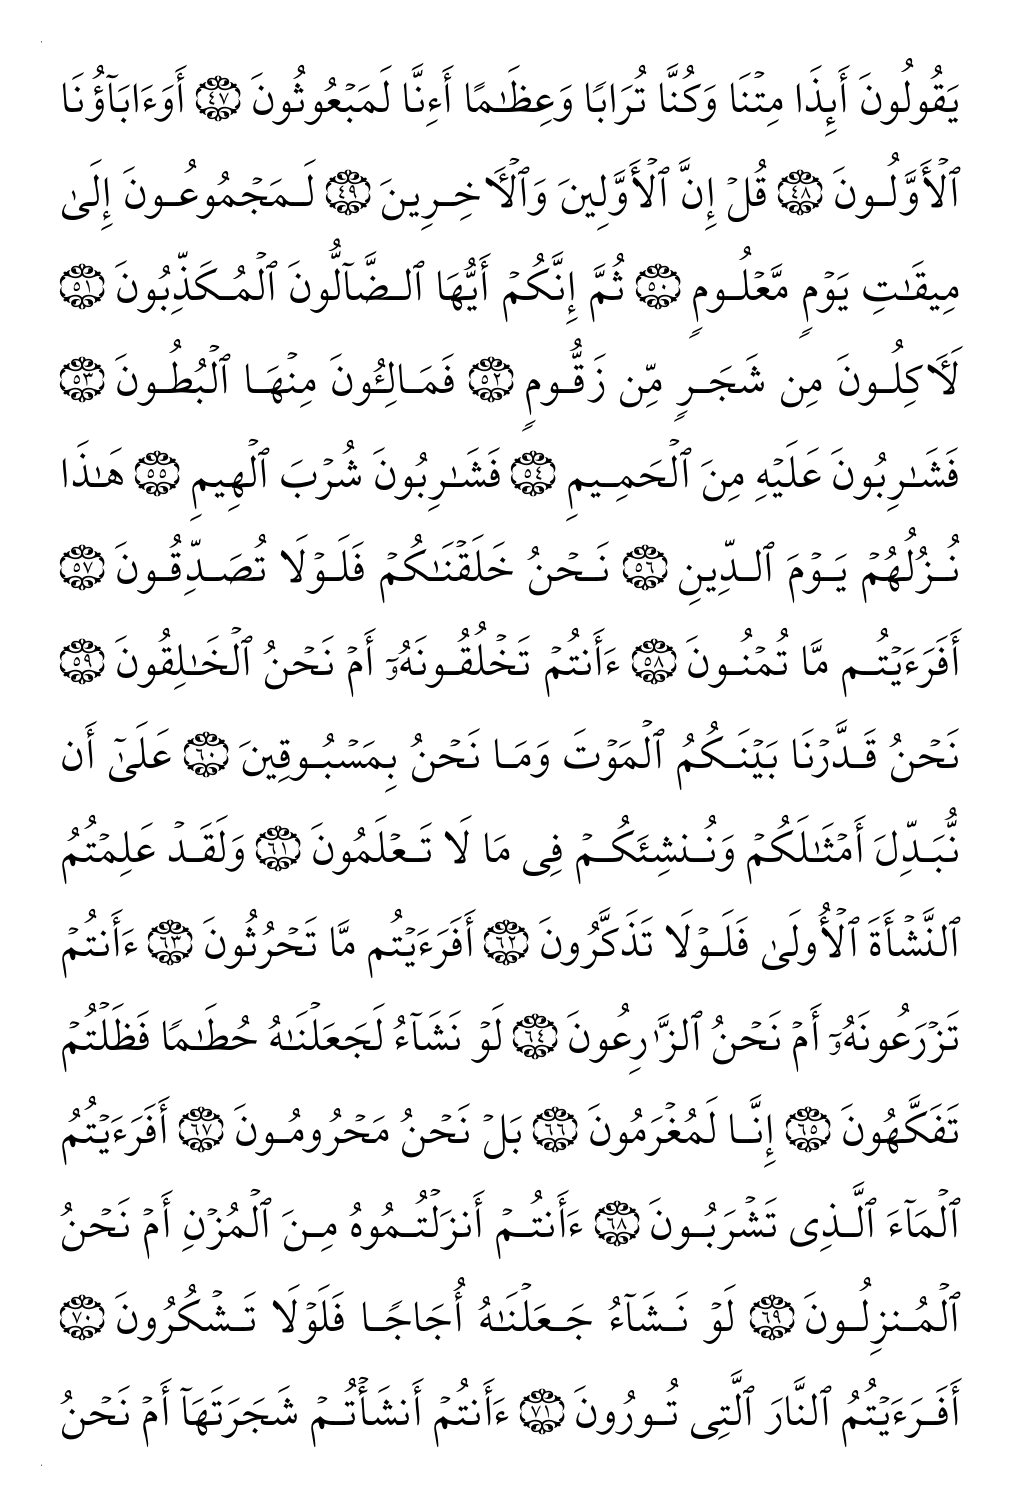 يَقُولُونَ أَئِذَا مِتۡنَا وَكُنَّا تُرَابًا وَعِظَٰمًا أَءِنَّا لَمَبۡعُوثُونَ ٤٧ أَوَءَابَآؤُنَا
ٱلۡأَوَّلُونَ ٤٨ قُلۡ إِنَّ ٱلۡأَوَّلِينَ وَٱلۡأٓخِرِينَ ٤٩ لَمَجۡمُوعُونَ إِلَىٰ
مِيقَٰتِ يَوۡمٖ مَّعۡلُومٖ ٥٠ ثُمَّ إِنَّكُمۡ أَيُّهَا ٱلضَّآلُّونَ ٱلۡمُكَذِّبُونَ ٥١
لَأٓكِلُونَ مِن شَجَرٖ مِّن زَقُّومٖ ٥٢ فَمَالِـُٔونَ مِنۡهَا ٱلۡبُطُونَ ٥٣
فَشَٰرِبُونَ عَلَيۡهِ مِنَ ٱلۡحَمِيمِ ٥٤ فَشَٰرِبُونَ شُرۡبَ ٱلۡهِيمِ ٥٥ هَٰذَا
نُزُلُهُمۡ يَوۡمَ ٱلدِّينِ ٥٦ نَحۡنُ خَلَقۡنَٰكُمۡ فَلَوۡلَا تُصَدِّقُونَ ٥٧
أَفَرَءَيۡتُم مَّا تُمۡنُونَ ٥٨ ءَأَنتُمۡ تَخۡلُقُونَهُۥٓ أَمۡ نَحۡنُ ٱلۡخَٰلِقُونَ ٥٩
نَحۡنُ قَدَّرۡنَا بَيۡنَكُمُ ٱلۡمَوۡتَ وَمَا نَحۡنُ بِمَسۡبُوقِينَ ٦٠ عَلَىٰٓ أَن
نُّبَدِّلَ أَمۡثَٰلَكُمۡ وَنُنشِئَكُمۡ فِي مَا لَا تَعۡلَمُونَ ٦١ وَلَقَدۡ عَلِمۡتُمُ
ٱلنَّشۡأَةَ ٱلۡأُولَىٰ فَلَوۡلَا تَذَكَّرُونَ ٦٢ أَفَرَءَيۡتُم مَّا تَحۡرُثُونَ ٦٣ ءَأَنتُمۡ
تَزۡرَعُونَهُۥٓ أَمۡ نَحۡنُ ٱلزَّٰرِعُونَ ٦٤ لَوۡ نَشَآءُ لَجَعَلۡنَٰهُ حُطَٰمٗا فَظَلۡتُمۡ
تَفَكَّهُونَ ٦٥ إِنَّا لَمُغۡرَمُونَ ٦٦ بَلۡ نَحۡنُ مَحۡرُومُونَ ٦٧ أَفَرَءَيۡتُمُ
ٱلۡمَآءَ ٱلَّذِي تَشۡرَبُونَ ٦٨ ءَأَنتُمۡ أَنزَلۡتُمُوهُ مِنَ ٱلۡمُزۡنِ أَمۡ نَحۡنُ
ٱلۡمُنزِلُونَ ٦٩ لَوۡ نَشَآءُ جَعَلۡنَٰهُ أُجَاجٗا فَلَوۡلَا تَشۡكُرُونَ ٧٠
أَفَرَءَيۡتُمُ ٱلنَّارَ ٱلَّتِي تُورُونَ ٧١ ءَأَنتُمۡ أَنشَأۡتُمۡ شَجَرَتَهَآ أَمۡ نَحۡنُ